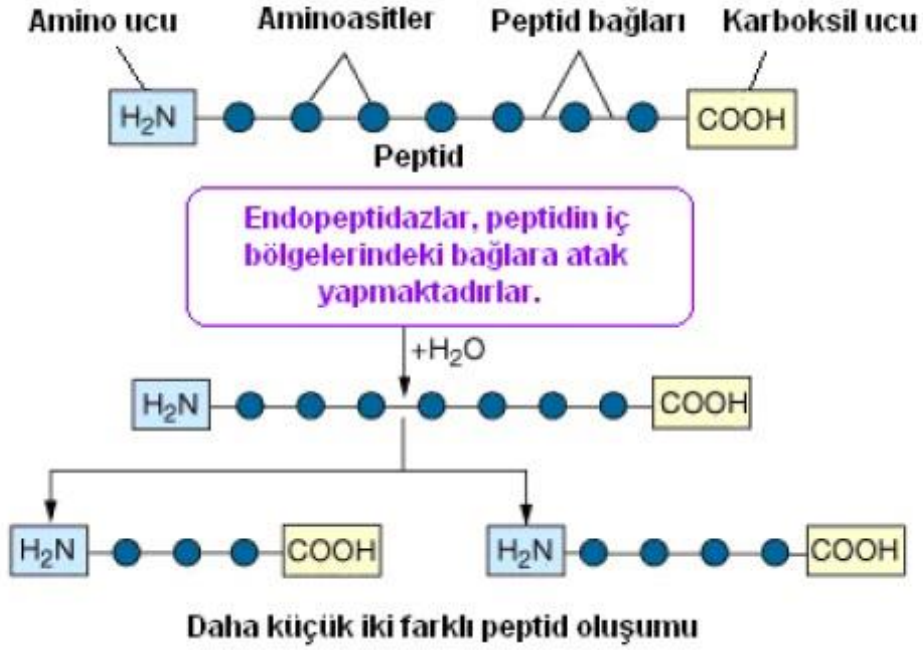 Amino ucu Aminoasitler Peptid bağları Karboksil ucu
H₂N COOH
Peptid
Endopeptidazlar, peptidin iç
bölgelerindeki bağlara atak
yapmaktadırlar.
+H₂O
H₂N COOH
H₂N COOH H₂N COOH
Daha küçük iki farklı peptid oluşumu